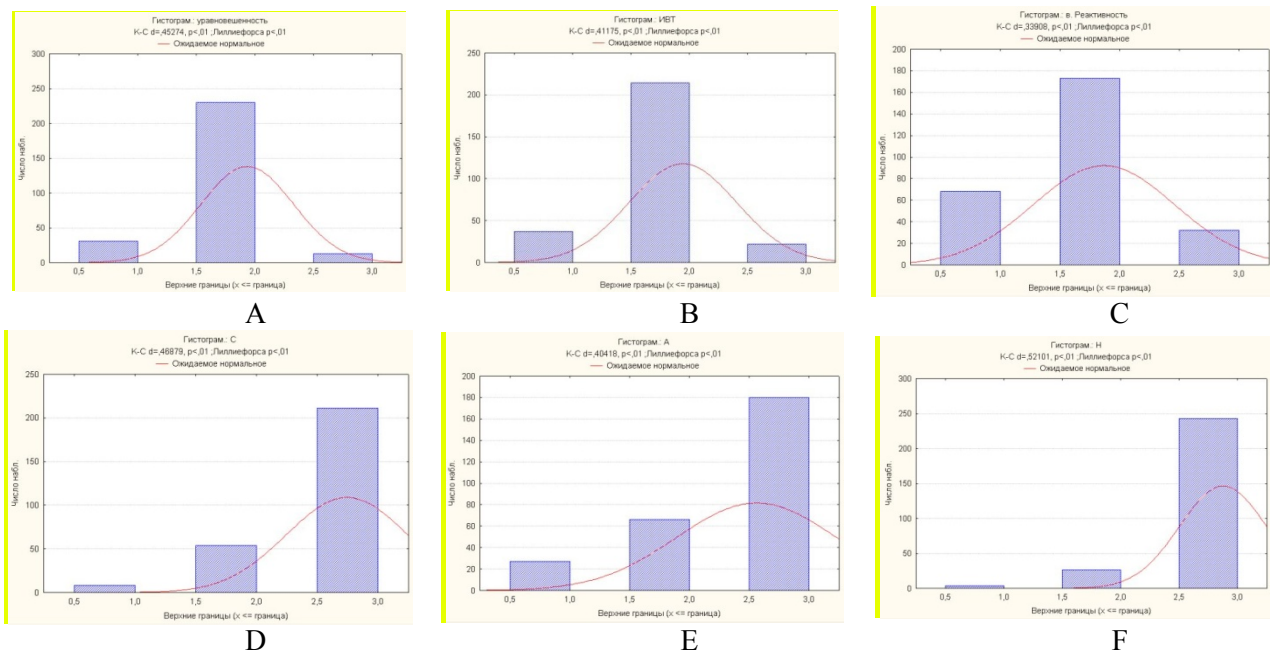 Гистограм.: уравновешенность
К-С d=,45274, p<,01 ;Лиллиефорса p<,01
Ожидаемое нормальное
300
250
200
150
100
50
0
Число набл.
0,5 1,0 1,5 2,0 2,5 3,0
Верхние границы (x <= граница)
A
Гистограм.: ИВТ
К-С d=,41175, p<,01 ;Лиллиефорса p<,01
Ожидаемое нормальное
250
200
150
100
50
0
Число набл.
0,5 1,0 1,5 2,0 2,5 3,0
Верхние границы (x <= граница)
B
Гистограм.: в. Реактивность
К-С d=,33908, p<,01 ;Лиллиефорса p<,01
Ожидаемое нормальное
200
180
160
140
120
100
80
60
40
20
0
Число набл.
0,5 1,0 1,5 2,0 2,5 3,0
Верхние границы (x <= граница)
C
Гистограм.: С
К-С d=,46879, p<,01 ;Лиллиефорса p<,01
Ожидаемое нормальное
250
200
150
100
50
0
Число набл.
0,5 1,0 1,5 2,0 2,5 3,0
Верхние границы (x <= граница)
D
Гистограм.: А
К-С d=,40418, p<,01 ;Лиллиефорса p<,01
Ожидаемое нормальное
200
180
160
140
120
100
80
60
40
20
0
Число набл.
0,5 1,0 1,5 2,0 2,5 3,0
Верхние границы (x <= граница)
E
Гистограм.: Н
К-С d=,52101, p<,01 ;Лиллиефорса p<,01
Ожидаемое нормальное
300
250
200
150
100
50
0
Число набл.
0,5 1,0 1,5 2,0 2,5 3,0
Верхние границы (x <= граница)
F